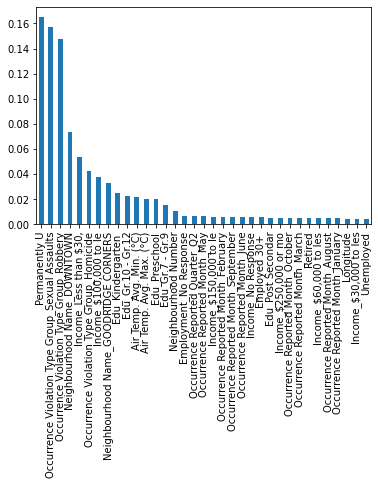 0.16
0.14
0.12
0.10
0.08
0.06
0.04
0.02
0.00
Permanently U
Occurrence Violation Type Group_Sexual Assaults
Occurrence Violation Type Group_Robbery
Neighbourhood Name_DOWNTOWN
Income_Less than $30,
Occurrence Violation Type Group_Homicide
Income_$100,000 to le
Neighbourhood Name_GOODRIDGE CORNERS
Edu_Kindergarten
Edu_Gr.10 - Gr.12
Air Temp. Avg. Min. (°C)
Air Temp. Avg. Max. (°C)
Edu_Preschool
Edu_Gr.7 - Gr.9
Neighbourhood Number
Employment_No Response
Occurrence Reported Quarter_Q2
Occurrence Reported Month_May
Income_$150,000 to le
Occurrence Reported Month_February
Occurrence Reported Month_September
Occurrence Reported Month_June
Income_No Response
Employed 30+
Edu_Post Secondar
Income_$250,000 or mo
Occurrence Reported Month_October
Occurrence Reported Month_March
Retired
Income_$60,000 to les
Occurrence Reported Month_August
Occurrence Reported Month_January
Longitude
Income_$30,000 to les
Unemployed